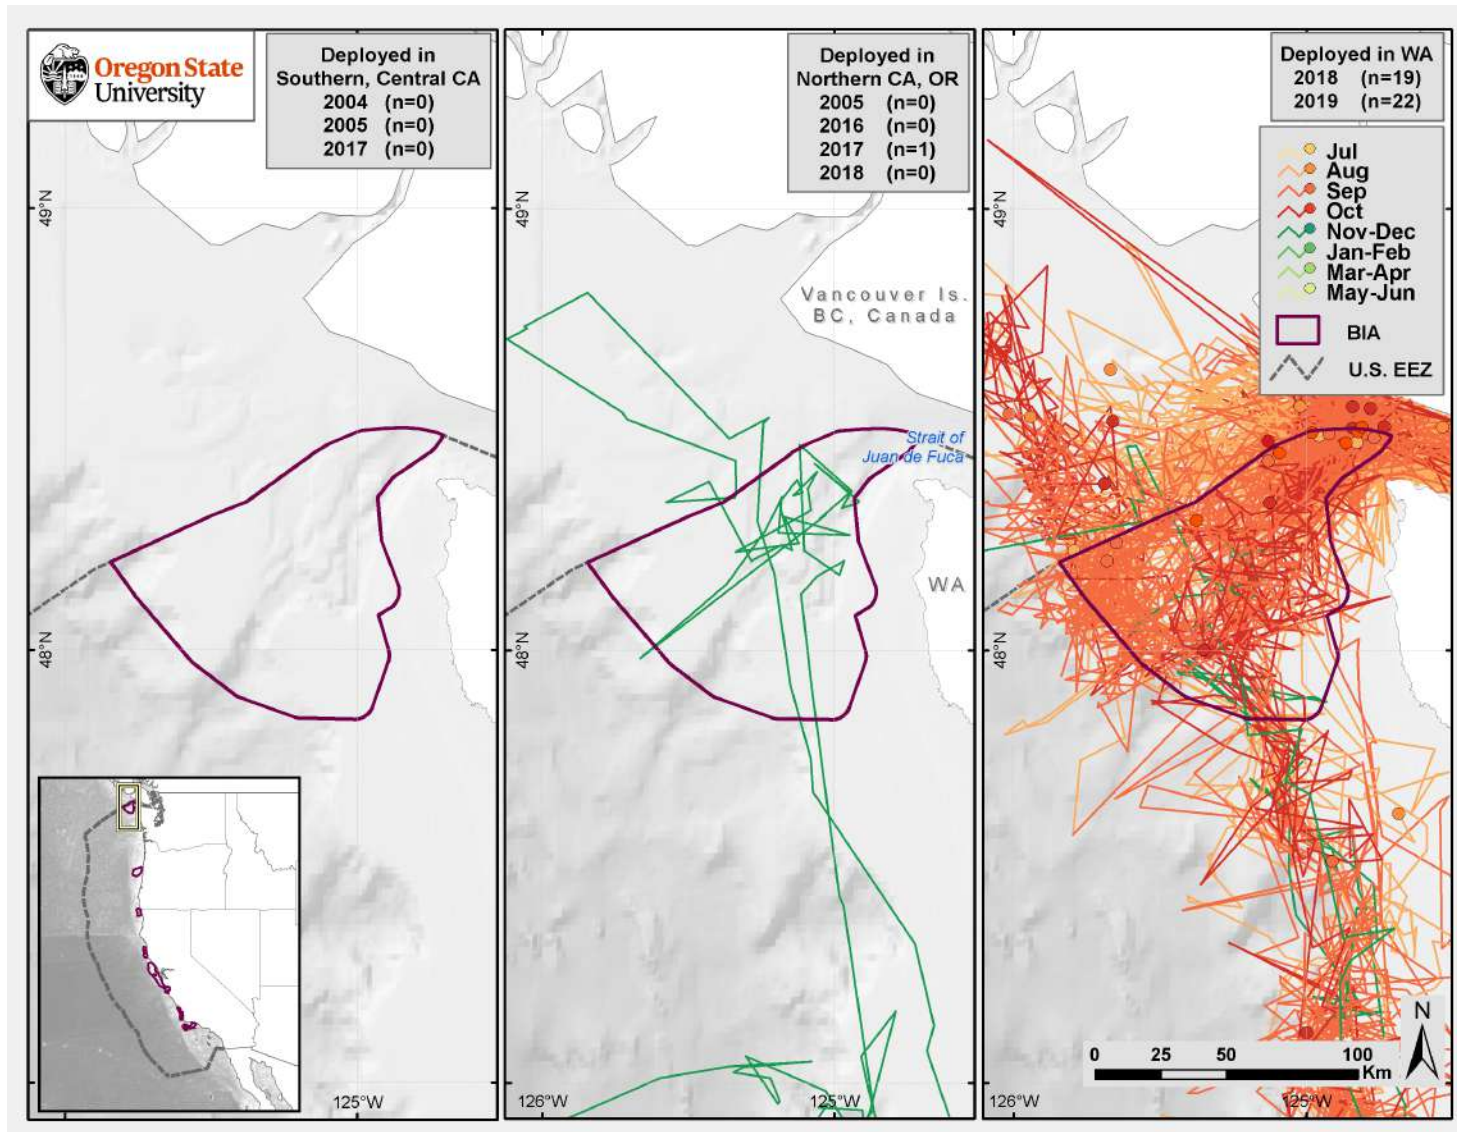 Oregon State
University
Deployed in
Southern, Central CA
2004 (n=0)
2005 (n=0)
2017 (n=0)
49°N
48°N
125°W
Deployed in
Northern CA, OR
2005 (n=0)
2016 (n=0)
2017 (n=1)
2018 (n=0)
49°N
Vancouver Is.
BC, Canada
Strait of
Juan de Fuca
WA
48°N
126°W
125°W
Deployed in WA
2018 (n=19)
2019 (n=22)
Jul
Aug
Sep
Oct
Nov-Dec
Jan-Feb
Mar-Apr
May-Jun
BIA
U.S. EEZ
49°N
48°N
N
0 25 50 100
Km
126°W
125°W